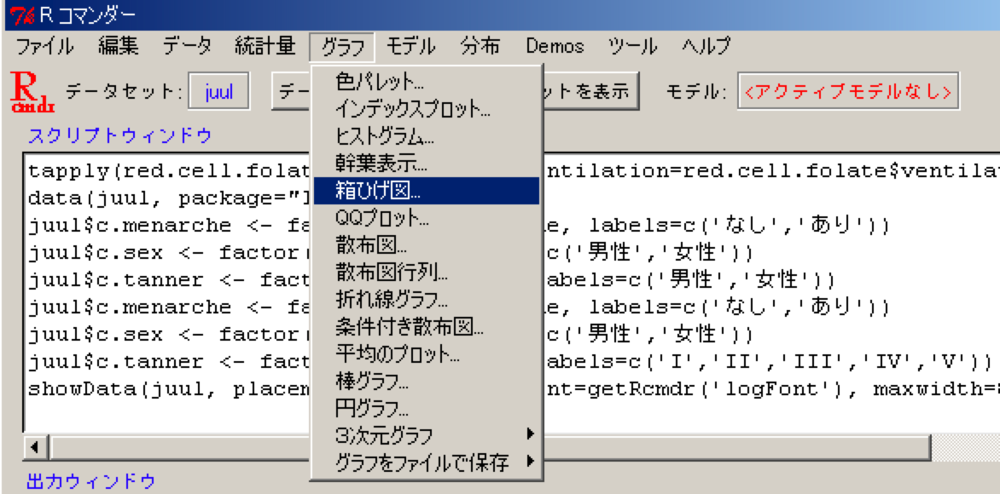 R コマンダー
ファイル 編集 データ 統計量 グラフ モデル 分布 Demos ツール ヘルプ
R cmdr データセット: juul デー ットを表示 モデル: <アクティブモデルなし>
色パレット...
インデックスプロット...
ヒストグラム...
幹葉表示...
箱ひげ図...
QQプロット...
散布図...
散布図行列...
折れ線グラフ...
条件付き散布図...
平均のプロット...
棒グラフ...
円グラフ...
3次元グラフ
グラフをファイルで保存
スクリプトウィンドウ
tapply(red.cell.folat ntilation=red.cell.folate$ventila
data(juul, package="
juul$c.menarche <- fa e, labels=c('なし','あり'))
juul$c.sex <- factor( c('男性','女性'))
juul$c.tanner <- fact abels=c('男性','女性'))
juul$c.menarche <- fa e, labels=c('なし','あり'))
juul$c.sex <- factor( c('男性','女性'))
juul$c.tanner <- fact abels=c('I','II','III','IV','V'))
showData(juul, placem nt=getRcmdr('logFont'), maxwidth=
出力ウィンドウ